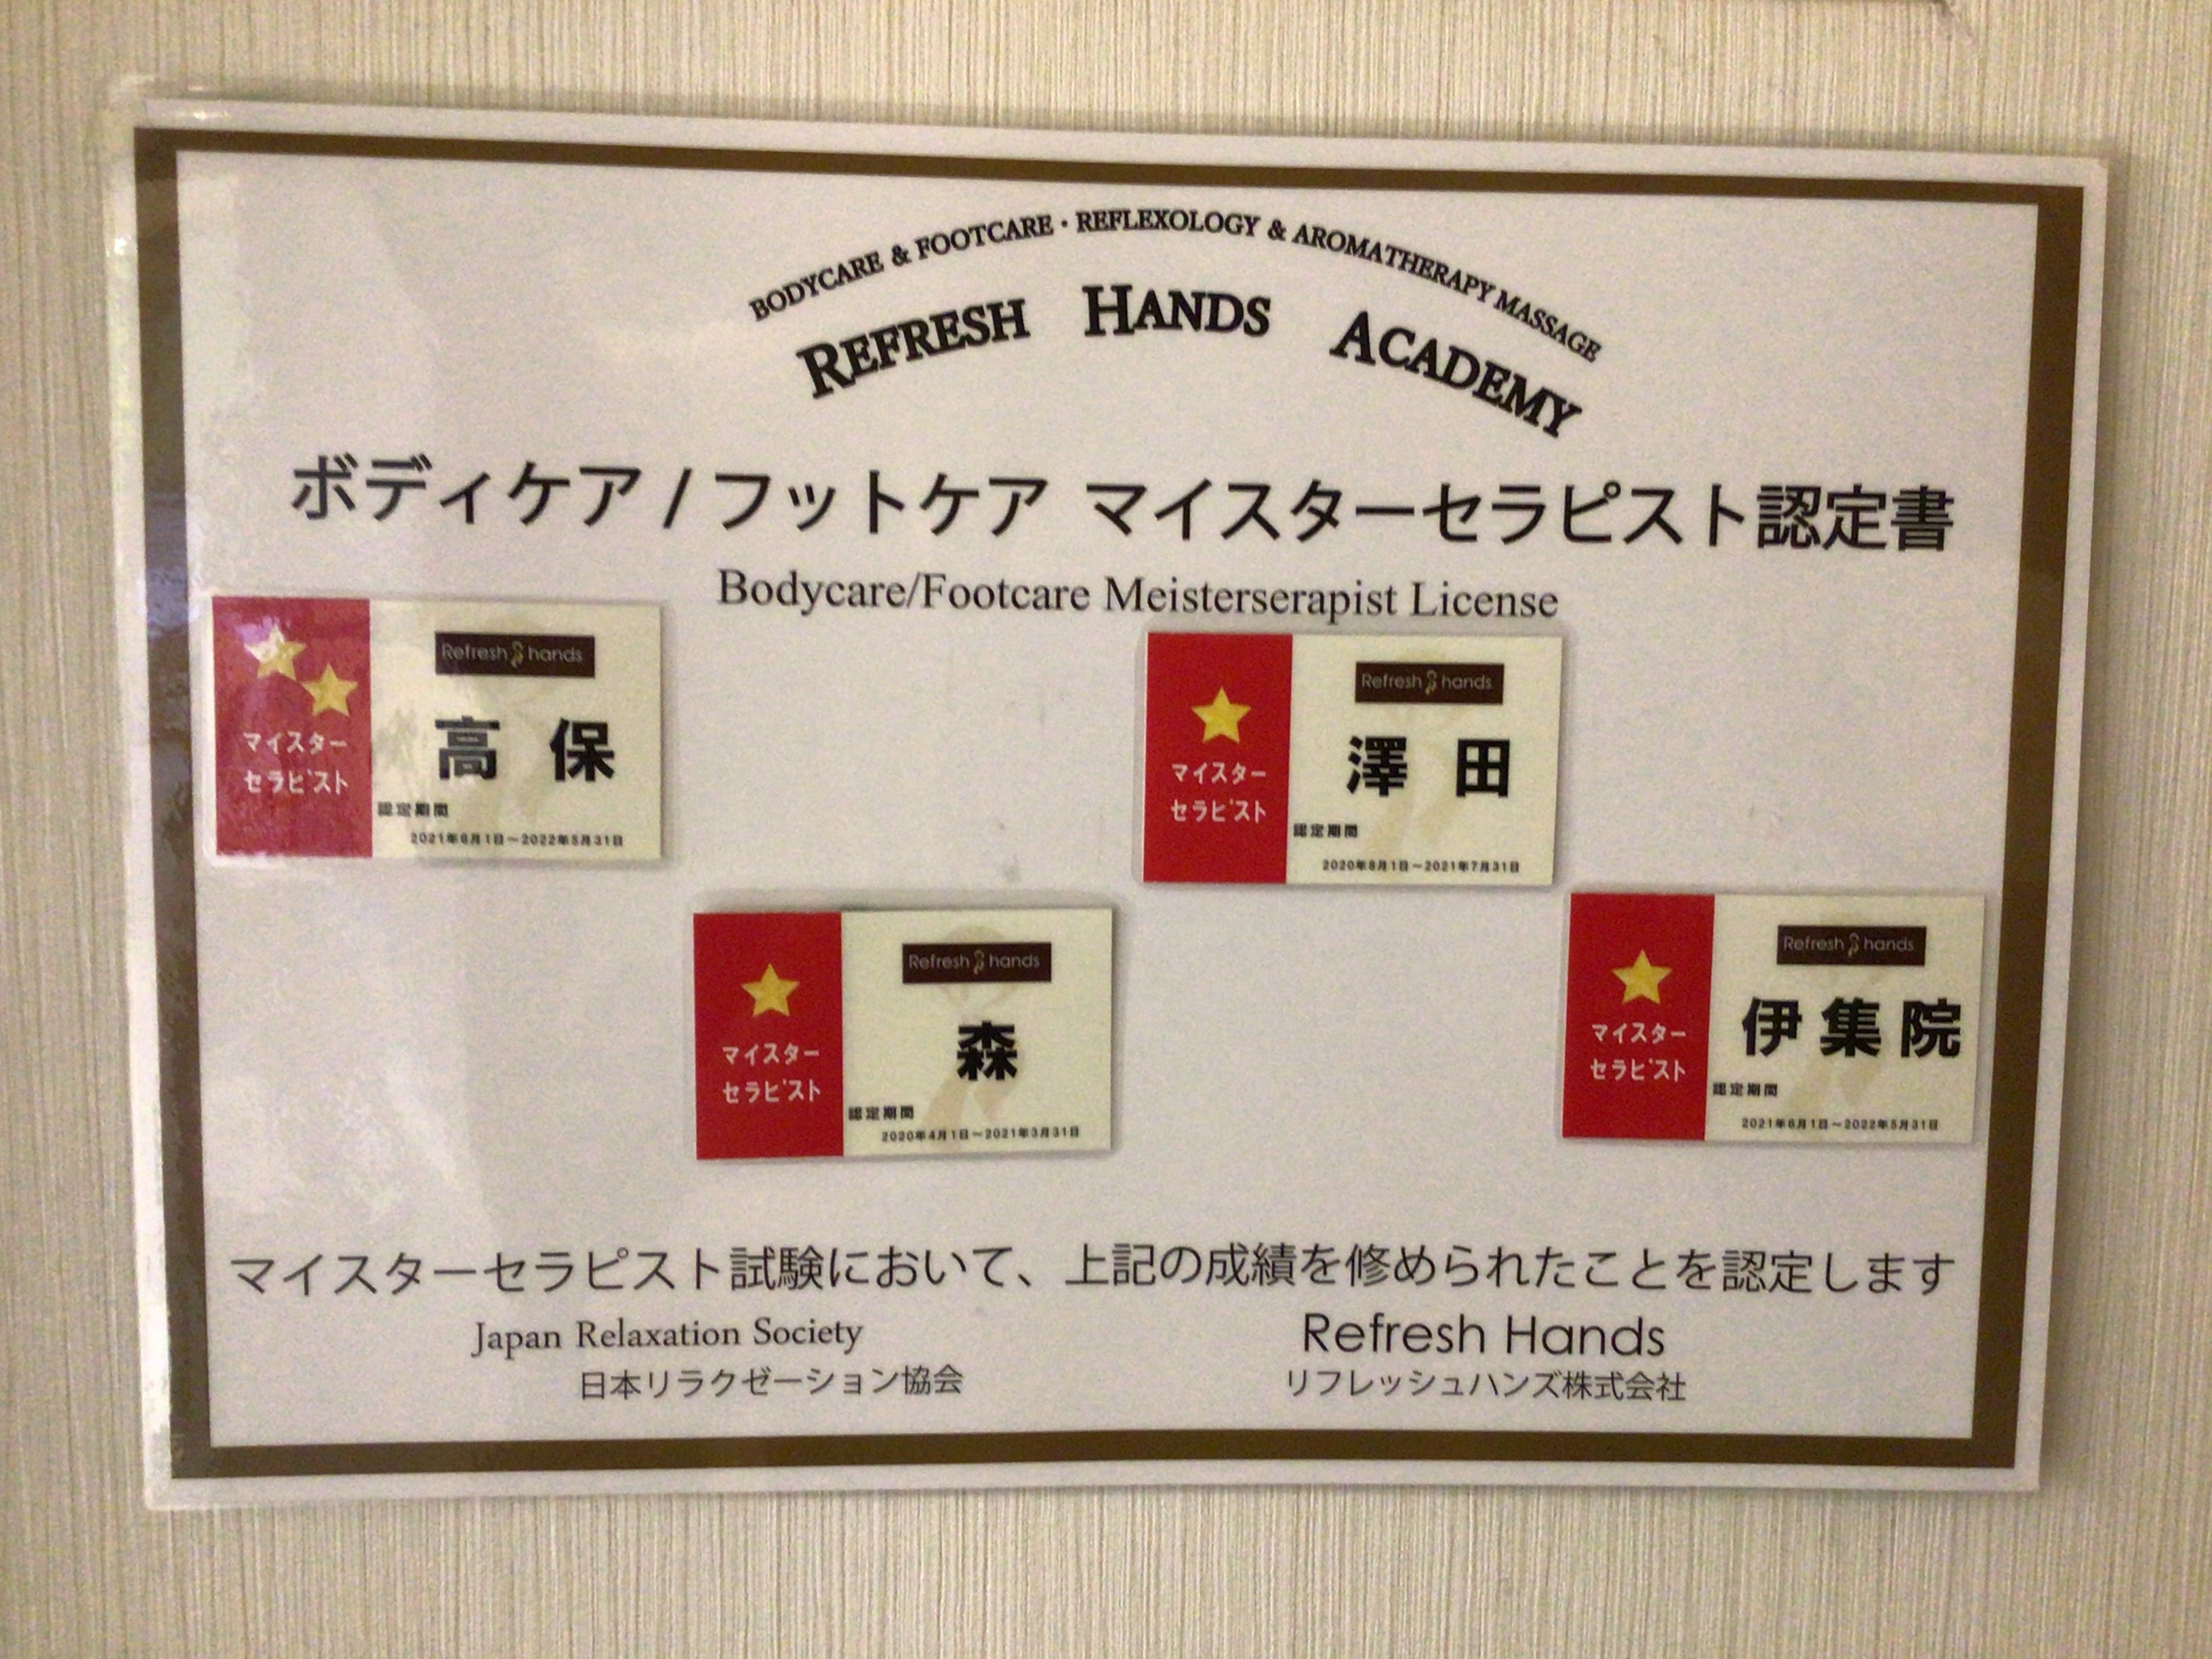 BODYCARE & FOOTCARE・REFLEXOLOGY & AROMATHERAPY MASSAGE
REFRESH HANDS ACADEMY
ボディケア / フットケア マイスターセラピスト認定書
Bodycare/Footcare Meisterserapist License
Refresh hands
高 保
マイスター
セラピスト
認定期間
2021年6月1日～2022年5月31日
Refresh hands
澤 田
マイスター
セラピスト
認定期間
2020年8月1日～2021年7月31日
Refresh hands
森
マイスター
セラピスト
認定期間
2020年4月1日～2021年3月31日
Refresh hands
伊 集 院
マイスター
セラピスト
認定期間
2021年6月1日～2022年5月31日
マイスターセラピスト試験において、上記の成績を修められたことを認定します
Japan Relaxation Society
日本リラクゼーション協会
Refresh Hands
リフレッシュハンズ株式会社